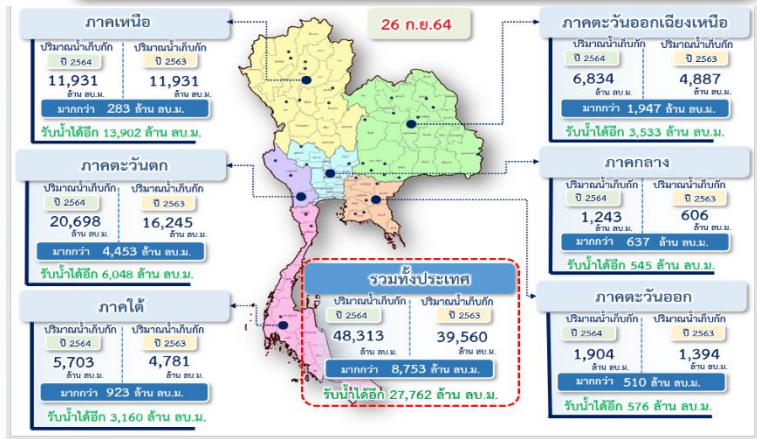 26 ก.ย.64
ภาคเหนือ
ปริมาณน้ำเก็บกัก ปริมาณน้ำเก็บกัก
ปี 2564 ปี 2563
11,931 11,931
ล้าน ลบ.ม. ล้าน ลบ.ม.
มากกว่า 283 ล้าน ลบ.ม.
รับน้ำได้อีก 13,902 ล้าน ลบ.ม.
ภาคตะวันออกเฉียงเหนือ
ปริมาณน้ำเก็บกัก ปริมาณน้ำเก็บกัก
ปี 2564 ปี 2563
6,834 4,887
ล้าน ลบ.ม. ล้าน ลบ.ม.
มากกว่า 1,947 ล้าน ลบ.ม.
รับน้ำได้อีก 3,533 ล้าน ลบ.ม.
ภาคตะวันตก
ปริมาณน้ำเก็บกัก ปริมาณน้ำเก็บกัก
ปี 2564 ปี 2563
20,698 16,245
ล้าน ลบ.ม. ล้าน ลบ.ม.
มากกว่า 4,453 ล้าน ลบ.ม.
รับน้ำได้อีก 6,048 ล้าน ลบ.ม.
ภาคกลาง
ปริมาณน้ำเก็บกัก ปริมาณน้ำเก็บกัก
ปี 2564 ปี 2563
1,243 606
ล้าน ลบ.ม. ล้าน ลบ.ม.
มากกว่า 637 ล้าน ลบ.ม.
รับน้ำได้อีก 545 ล้าน ลบ.ม.
ภาคใต้
ปริมาณน้ำเก็บกัก ปริมาณน้ำเก็บกัก
ปี 2564 ปี 2563
5,703 4,781
ล้าน ลบ.ม. ล้าน ลบ.ม.
มากกว่า 923 ล้าน ลบ.ม.
รับน้ำได้อีก 3,160 ล้าน ลบ.ม.
รวมทั้งประเทศ
ปริมาณน้ำเก็บกัก ปริมาณน้ำเก็บกัก
ปี 2564 ปี 2563
48,313 39,560
ล้าน ลบ.ม. ล้าน ลบ.ม.
มากกว่า 8,753 ล้าน ลบ.ม.
รับน้ำได้อีก 27,762 ล้าน ลบ.ม.
ภาคตะวันออก
ปริมาณน้ำเก็บกัก ปริมาณน้ำเก็บกัก
ปี 2564 ปี 2563
1,904 1,394
ล้าน ลบ.ม. ล้าน ลบ.ม.
มากกว่า 510 ล้าน ลบ.ม.
รับน้ำได้อีก 576 ล้าน ลบ.ม.